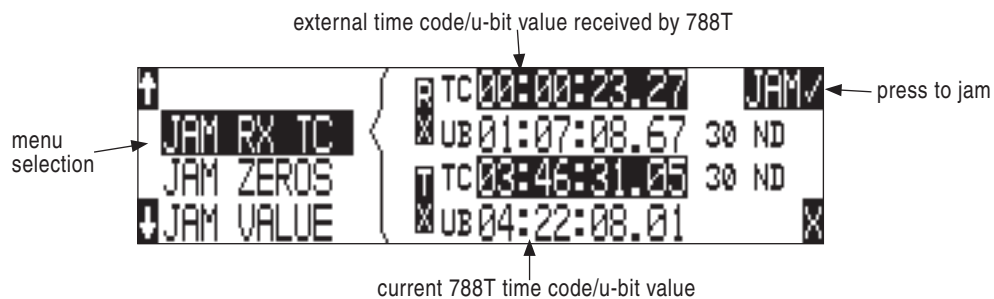 external time code/u-bit value received by 788T
menu
selection
JAM RX TC
JAM ZEROS
JAM VALUE
RX TC 00:00:23.27 JAM✓
UB 01:07:08.67 30 ND
TX TC 03:46:31.05 30 ND
UB 04:22:08.01 X
press to jam
current 788T time code/u-bit value